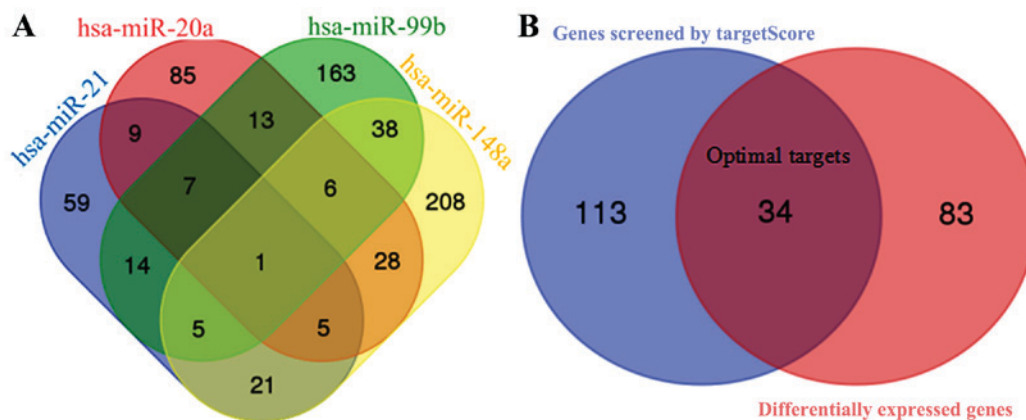 A
hsa-miR-20a
hsa-miR-99b
hsa-miR-21
hsa-miR-148a
85
163
9
13
38
59
7
6
208
14
1
28
5
5
21
B
Genes screened by targetScore
Optimal targets
113
34
83
Differentially expressed genes